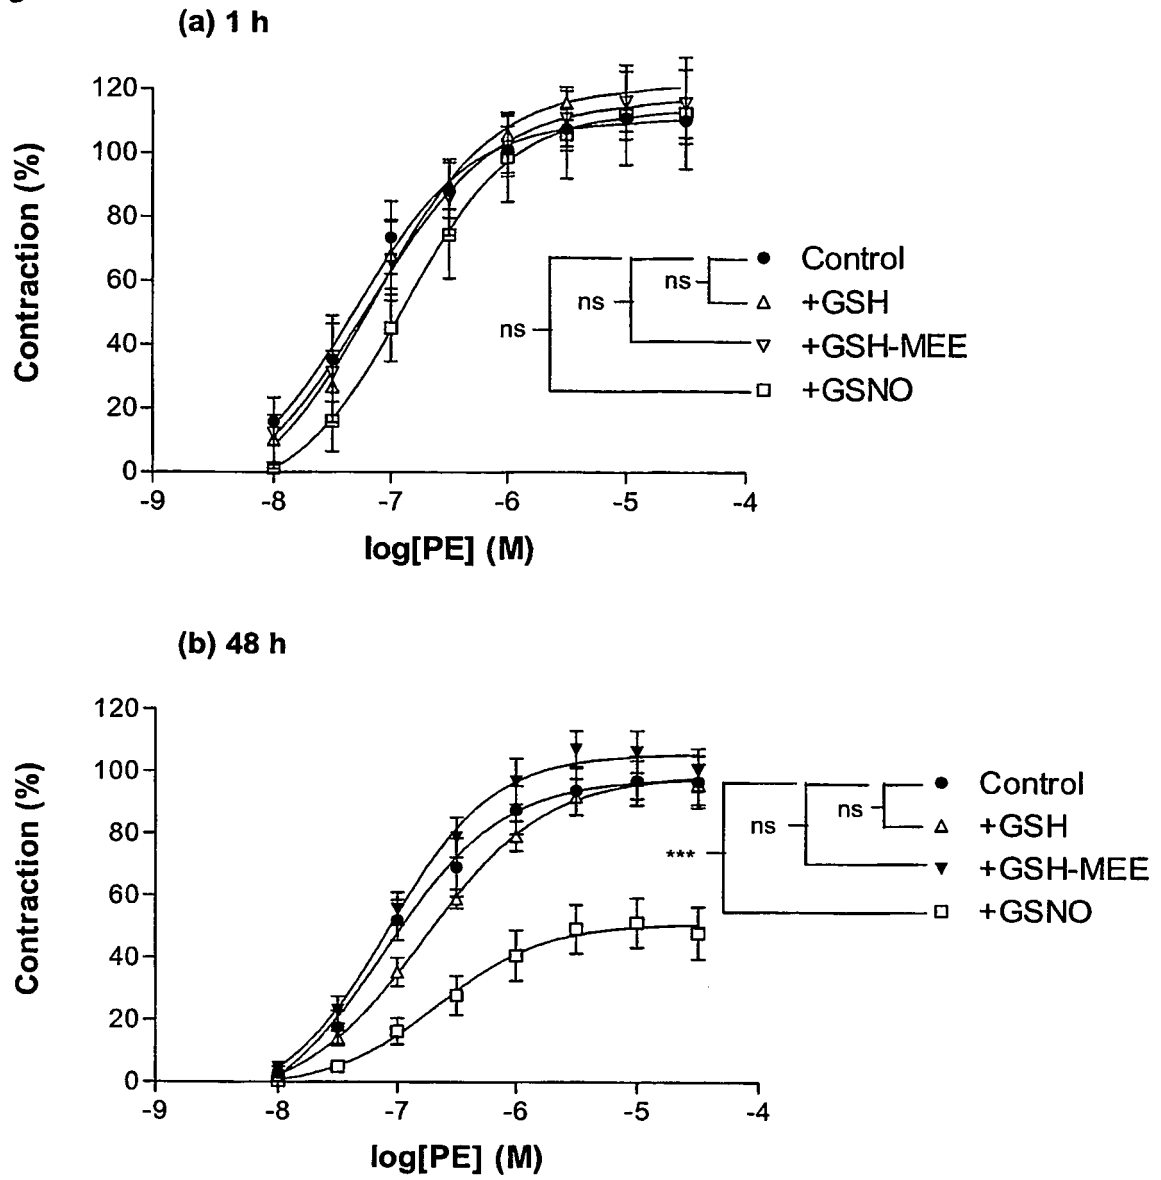 (a) 1 h
120
100
80
60
40
20
0
Contraction (%)
-9 -8 -7 -6 -5 -4
log[PE] (M)
ns ns ns
Control
+GSH
+GSH-MEE
+GSNO
(b) 48 h
120
100
80
60
40
20
0
Contraction (%)
-9 -8 -7 -6 -5 -4
log[PE] (M)
*** ns ns
Control
+GSH
+GSH-MEE
+GSNO